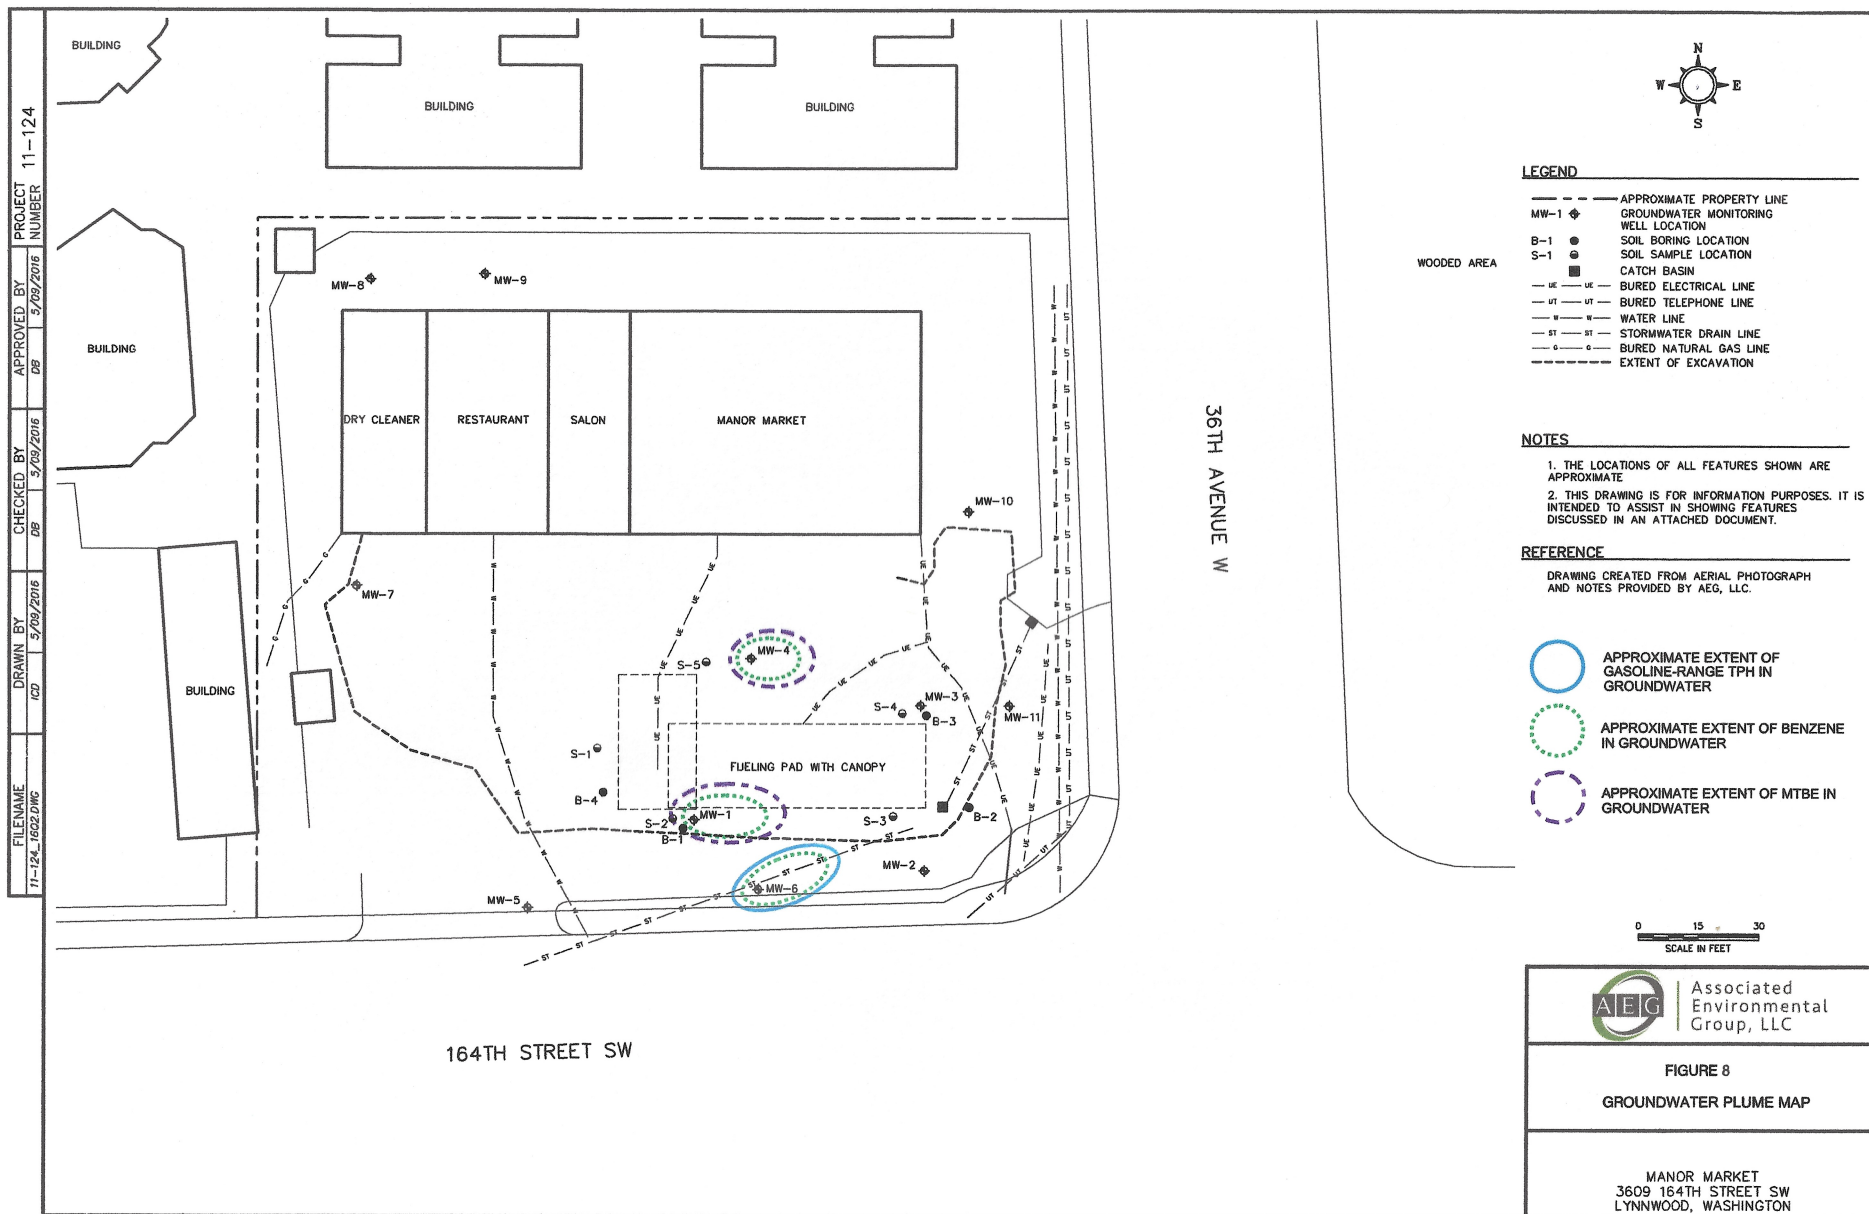 BUILDING
BUILDING
BUILDING
BUILDING
BUILDING
MW-8
MW-9
DRY CLEANER
RESTAURANT
SALON
MANOR MARKET
MW-10
MW-7
MW-4
S-5
MW-3
S-4
B-3
MW-11
S-1
FUELING PAD WITH CANOPY
B-4
S-2
MW-1
B-1
S-3
B-2
MW-2
MW-6
MW-5
36TH AVENUE W
164TH STREET SW
WOODED AREA
N
W
E
S
LEGEND
APPROXIMATE PROPERTY LINE
MW-1 GROUNDWATER MONITORING
WELL LOCATION
B-1 SOIL BORING LOCATION
S-1 SOIL SAMPLE LOCATION
CATCH BASIN
UE UE BURED ELECTRICAL LINE
UT UT BURED TELEPHONE LINE
W W WATER LINE
ST ST STORMWATER DRAIN LINE
G G BURED NATURAL GAS LINE
EXTENT OF EXCAVATION
NOTES
1. THE LOCATIONS OF ALL FEATURES SHOWN ARE
APPROXIMATE
2. THIS DRAWING IS FOR INFORMATION PURPOSES. IT IS
INTENDED TO ASSIST IN SHOWING FEATURES
DISCUSSED IN AN ATTACHED DOCUMENT.
REFERENCE
DRAWING CREATED FROM AERIAL PHOTOGRAPH
AND NOTES PROVIDED BY AEG, LLC.
APPROXIMATE EXTENT OF
GASOLINE-RANGE TPH IN
GROUNDWATER
APPROXIMATE EXTENT OF BENZENE
IN GROUNDWATER
APPROXIMATE EXTENT OF MTBE IN
GROUNDWATER
0 15 30
SCALE IN FEET
AEG
Associated
Environmental
Group, LLC
FIGURE 8
GROUNDWATER PLUME MAP
MANOR MARKET
3609 164TH STREET SW
LYNNWOOD, WASHINGTON
FILENAME
11-124_1602.DWG
DRAWN BY
ICD 5/09/2016
CHECKED BY
DB 5/09/2016
APPROVED BY
DB 5/09/2016
PROJECT
NUMBER
11-124